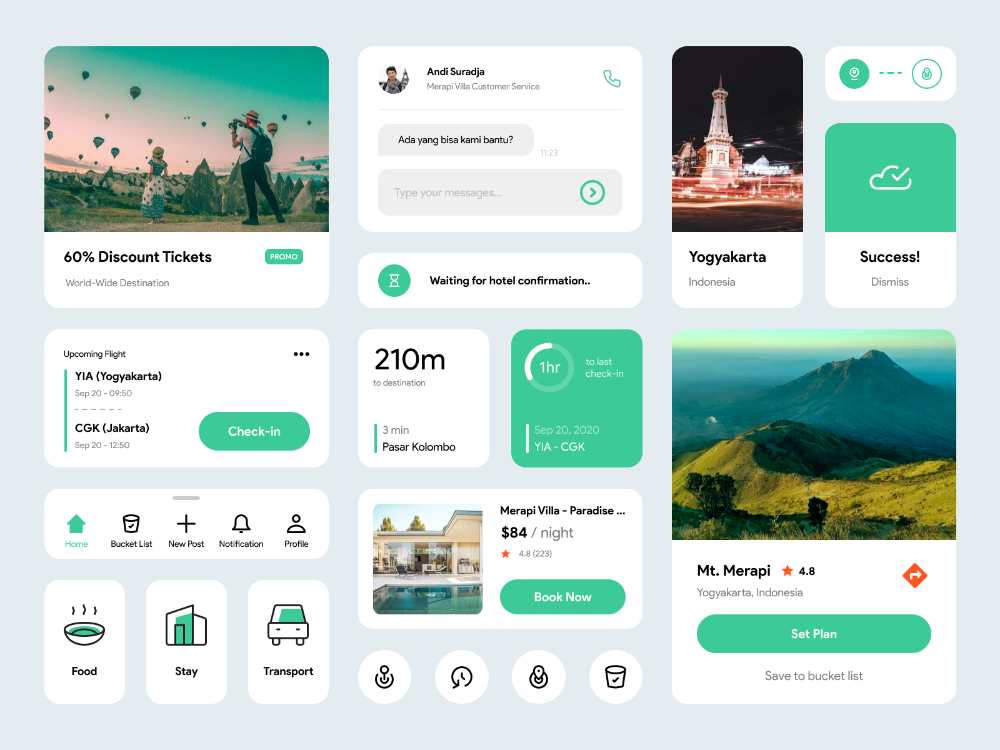 60% Discount Tickets
PROMO
World-Wide Destination
Andi Suradja
Merapi Villa Customer Service
Ada yang bisa kami bantu?
11:23
Type your messages...
Waiting for hotel confirmation..
Yogyakarta
Indonesia
Success!
Dismiss
Upcoming Flight
YIA (Yogyakarta)
Sep 20 - 09:50
CGK (Jakarta)
Sep 20 - 12:50
Check-in
210m
to destination
3 min
Pasar Kolombo
1hr
to last
check-in
Sep 20, 2020
YIA - CGK
Home
Bucket List
New Post
Notification
Profile
Merapi Villa - Paradise ...
$84 / night
4.8 (223)
Book Now
Mt. Merapi
4.8
Yogyakarta, Indonesia
Set Plan
Save to bucket list
Food
Stay
Transport